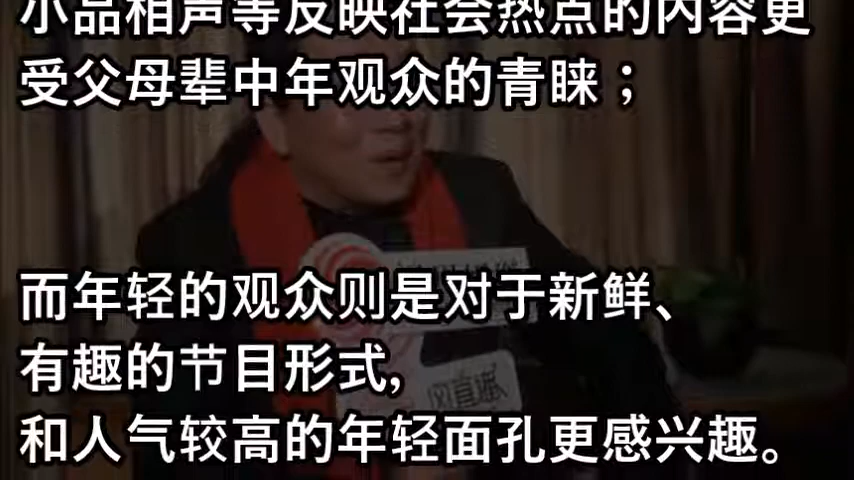 小品相声等反映社会热点的内容更
受父母辈中年观众的青睐；
而年轻的观众则是对于新鲜、
有趣的节目形式,
和人气较高的年轻面孔更感兴趣。